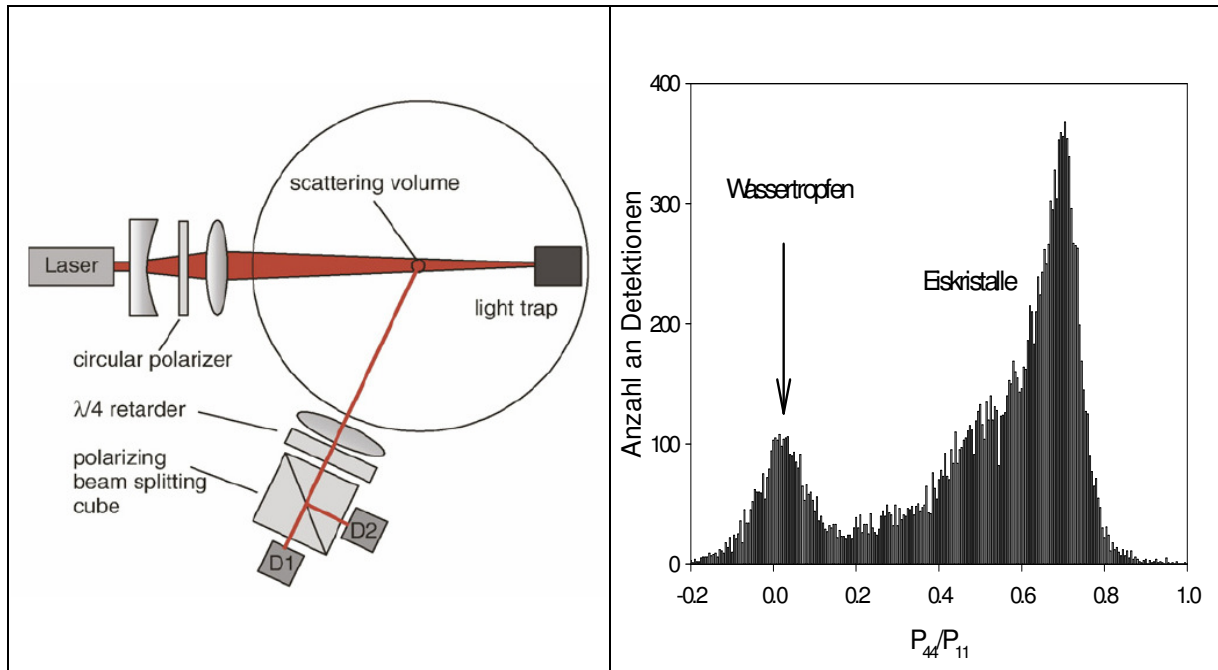 scattering volume
Laser
light trap
circular polarizer
λ/4 retarder
polarizing
beam splitting
cube
D2
D1
400
300
200
100
0
Anzahl an Detektionen
Wassertropfen
Eiskristalle
-0.2 0.0 0.2 0.4 0.6 0.8 1.0
P44/P11